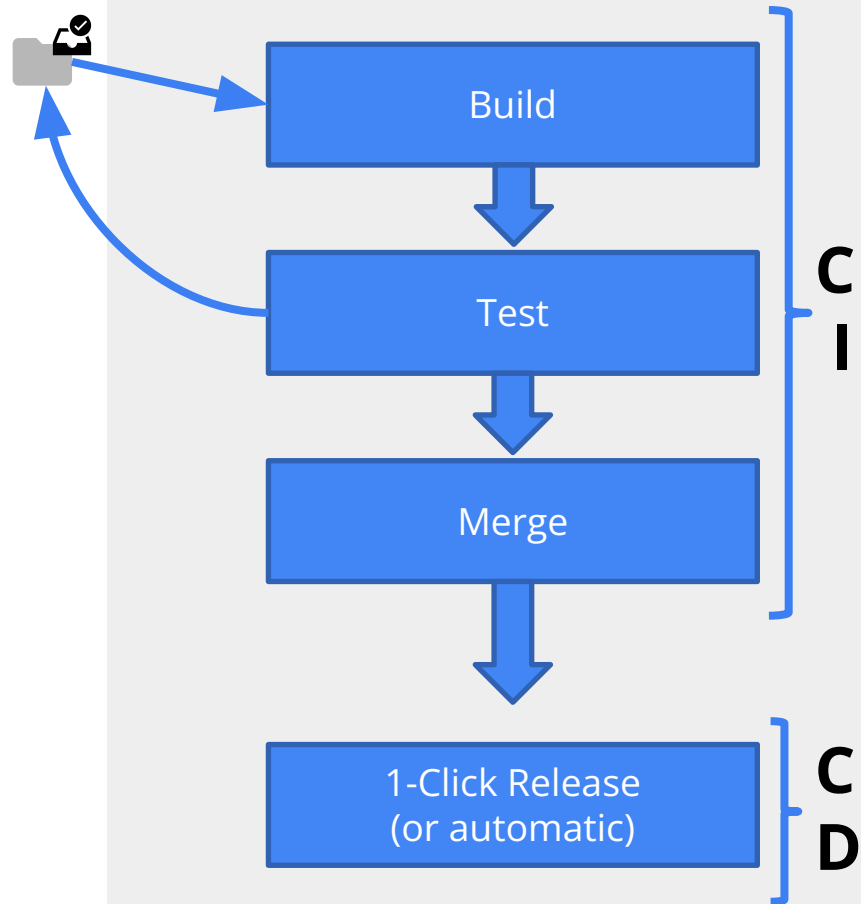 Build
Test
C
I
Merge
1-Click Release
(or automatic)
C
D